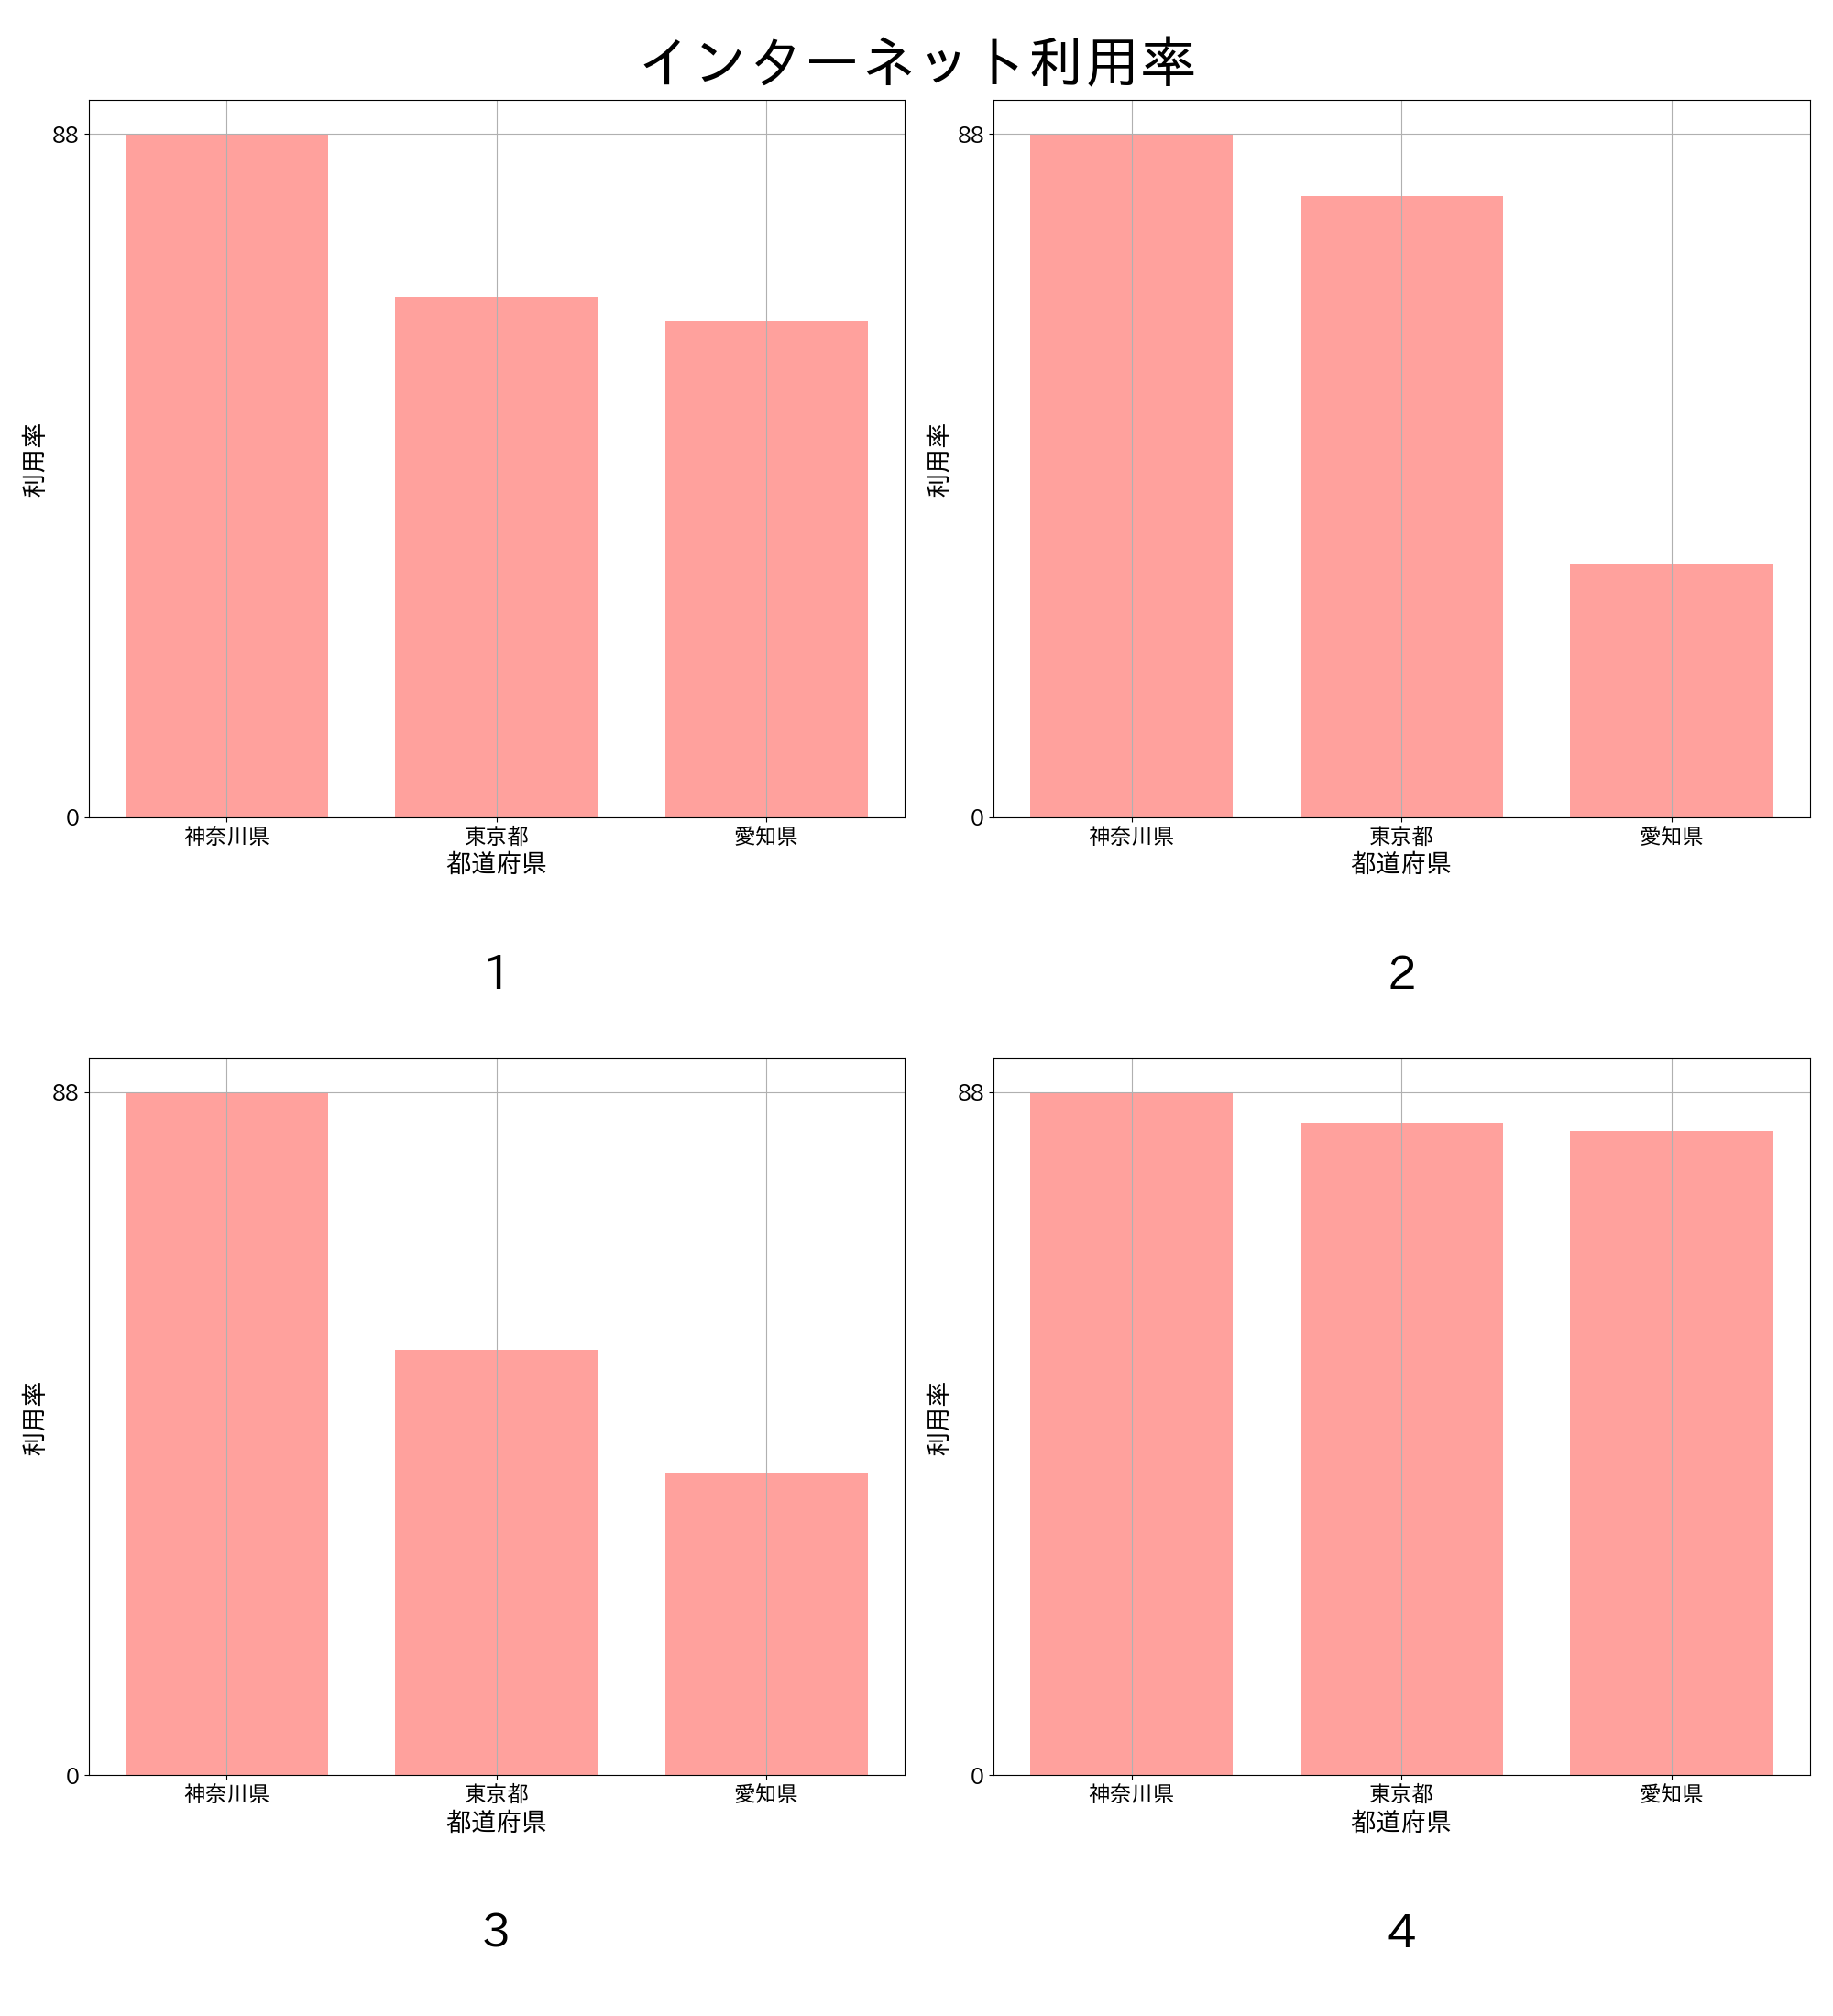 インターネット利用率
88
0
利用率
神奈川県 東京都 愛知県
都道府県
1
88
0
利用率
神奈川県 東京都 愛知県
都道府県
2
88
0
利用率
神奈川県 東京都 愛知県
都道府県
3
88
0
利用率
神奈川県 東京都 愛知県
都道府県
4